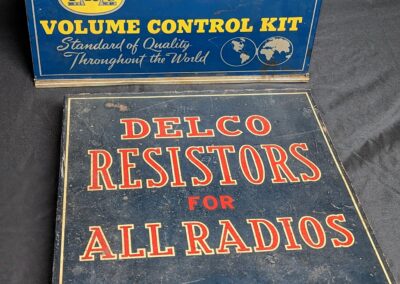 VOLUME CONTROL KIT
Standard of Quality
Throughout the World
DELCO
RESISTORS
FOR
ALL RADIOS